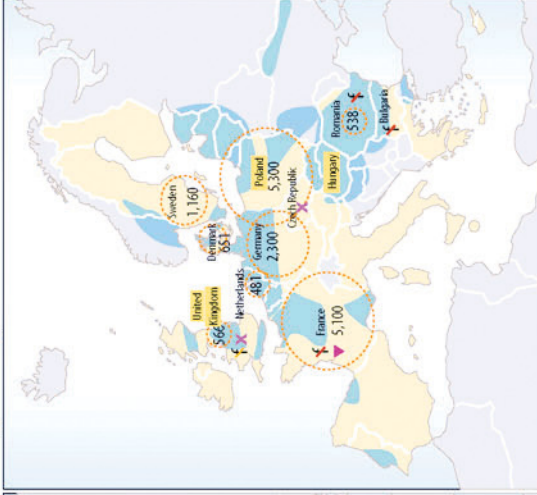 Sweden
1,160
Denmark
651
United
Kingdom
566
Netherlands
481
Germany
2,300
Poland
5,300
Czech Republic
Hungary
Romania
538
Bulgaria
France
5,100